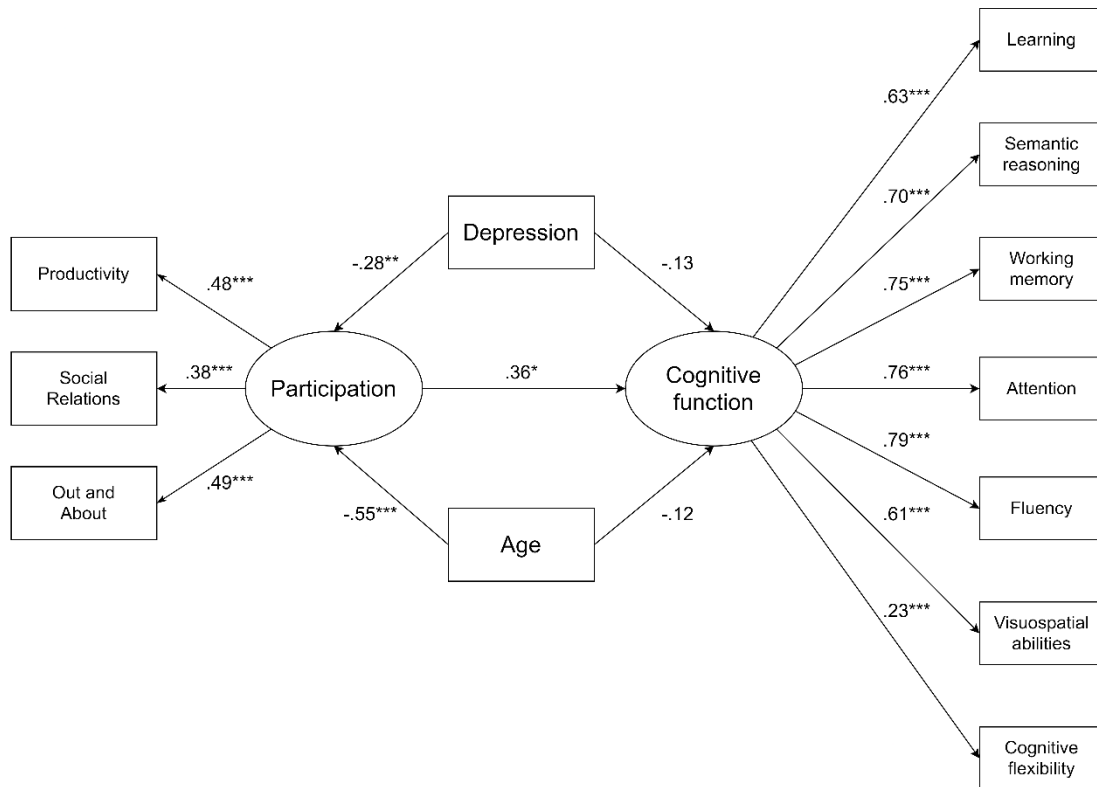 Learning
.63***
Semantic
reasoning
.70***
Depression
Productivity
-.28**
-.13
Working
memory
.48***
.75***
Social
Relations
.38***
Participation
.36*
Cognitive
function
.76***
Attention
.79***
Out and
About
.49***
-.55***
Age
-.12
.61***
Fluency
.23***
Visuospatial
abilities
Cognitive
flexibility